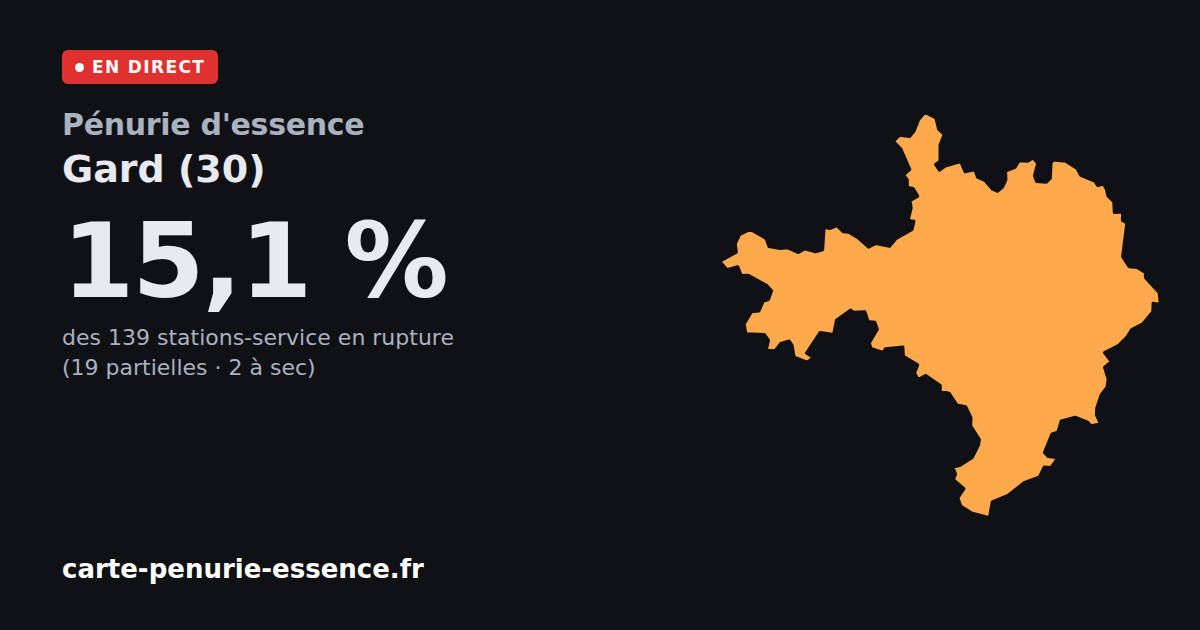 EN DIRECT
Pénurie d'essence
Gard (30)
15,1 %
des 139 stations-service en rupture
(19 partielles · 2 à sec)
carte-penurie-essence.fr